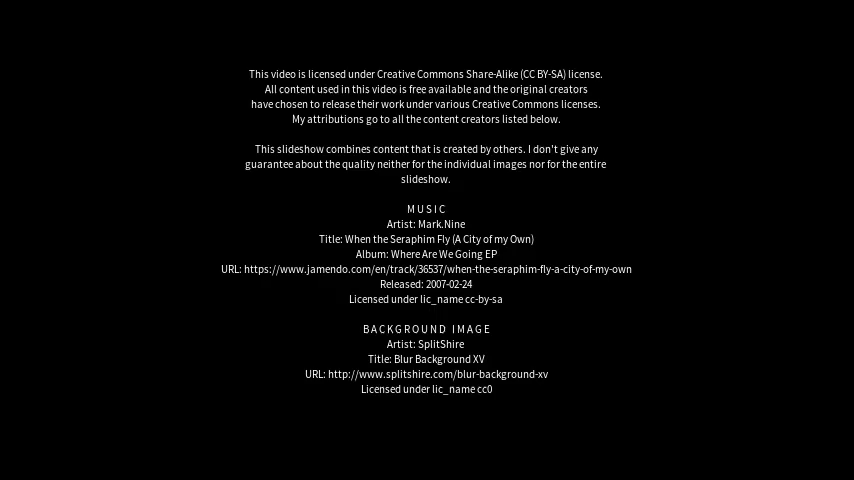 This video is licensed under Creative Commons Share-Alike (CC BY-SA) license.
All content used in this video is free available and the original creators
have chosen to release their work under various Creative Commons licenses.
My attributions go to all the content creators listed below.
This slideshow combines content that is created by others. I don't give any
guarantee about the quality neither for the individual images nor for the entire
slideshow.
MUSIC
Artist: Mark.Nine
Title: When the Seraphim Fly (A City of my Own)
Album: Where Are We Going EP
URL: https://www.jamendo.com/en/track/36537/when-the-seraphim-fly-a-city-of-my-own
Released: 2007-02-24
Licensed under lic_name cc-by-sa
BACKGROUND IMAGE
Artist: SplitShire
Title: Blur Background XV
URL: http://www.splitshire.com/blur-background-xv
Licensed under lic_name cc0